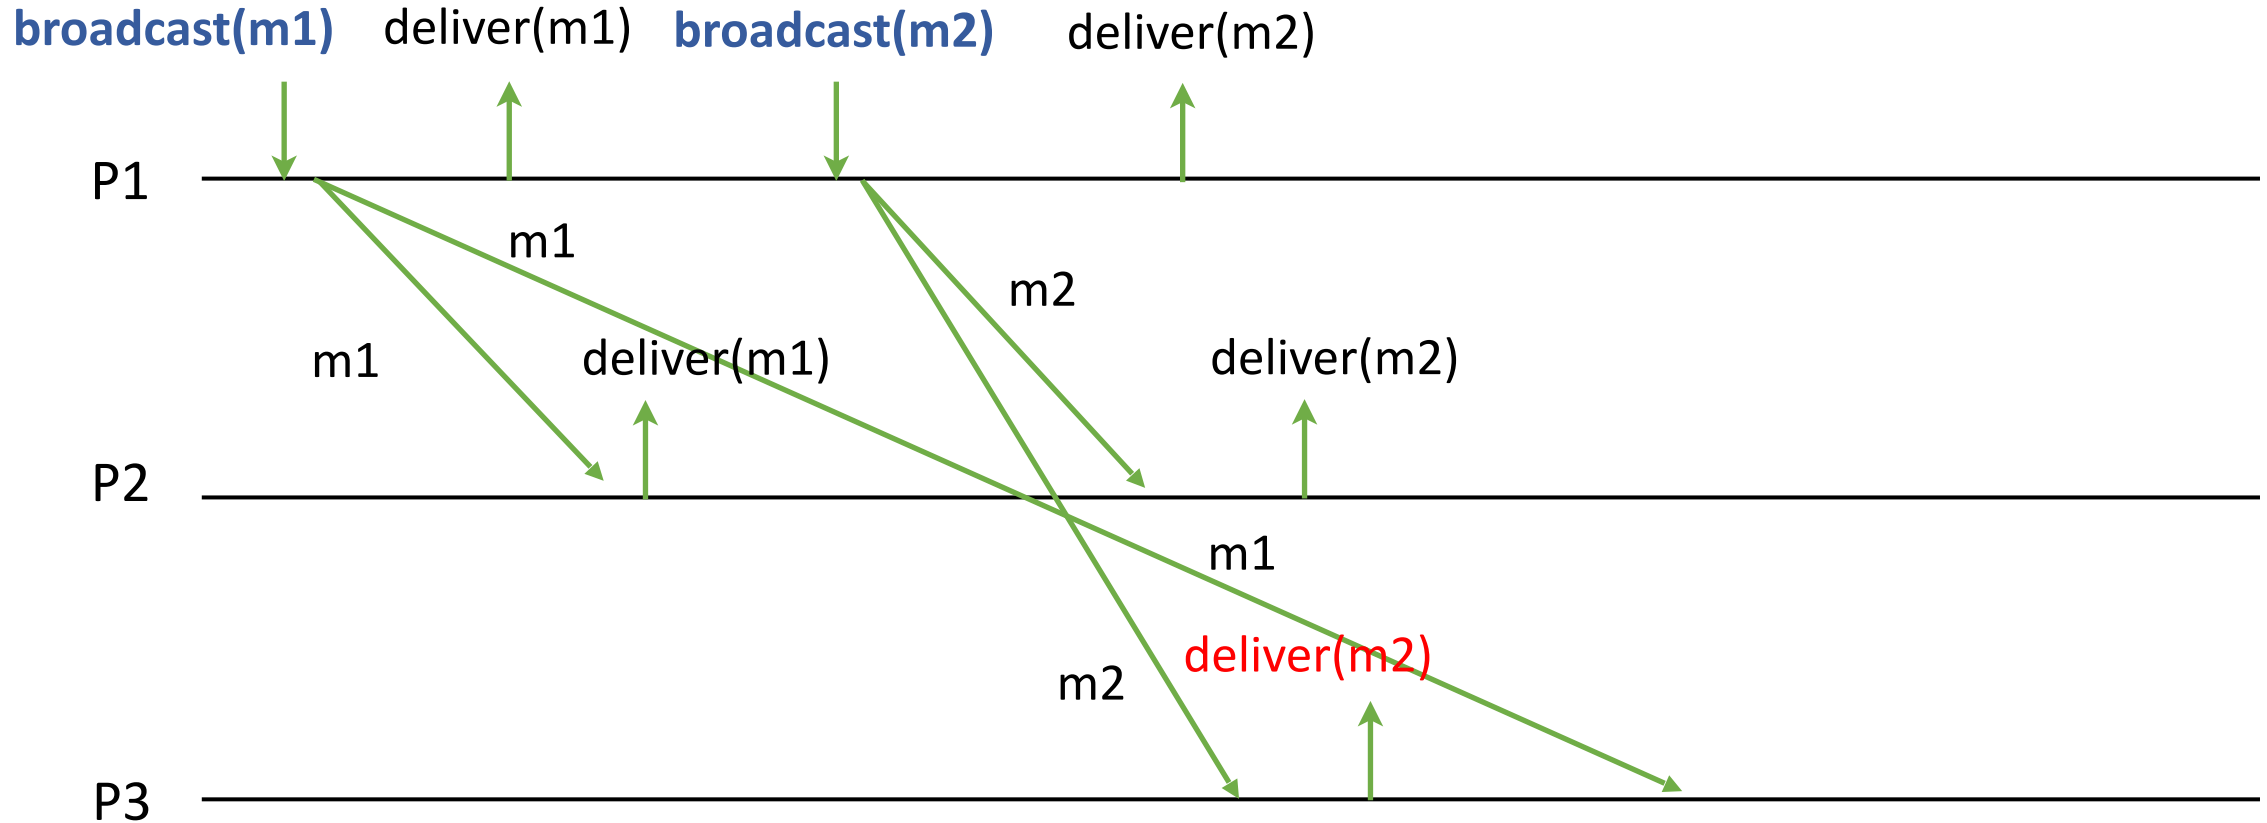 broadcast(m1) deliver(m1) broadcast(m2) deliver(m2)
P1
m1
m2
m1
deliver(m1)
deliver(m2)
P2
m1
deliver(m2)
m2
P3